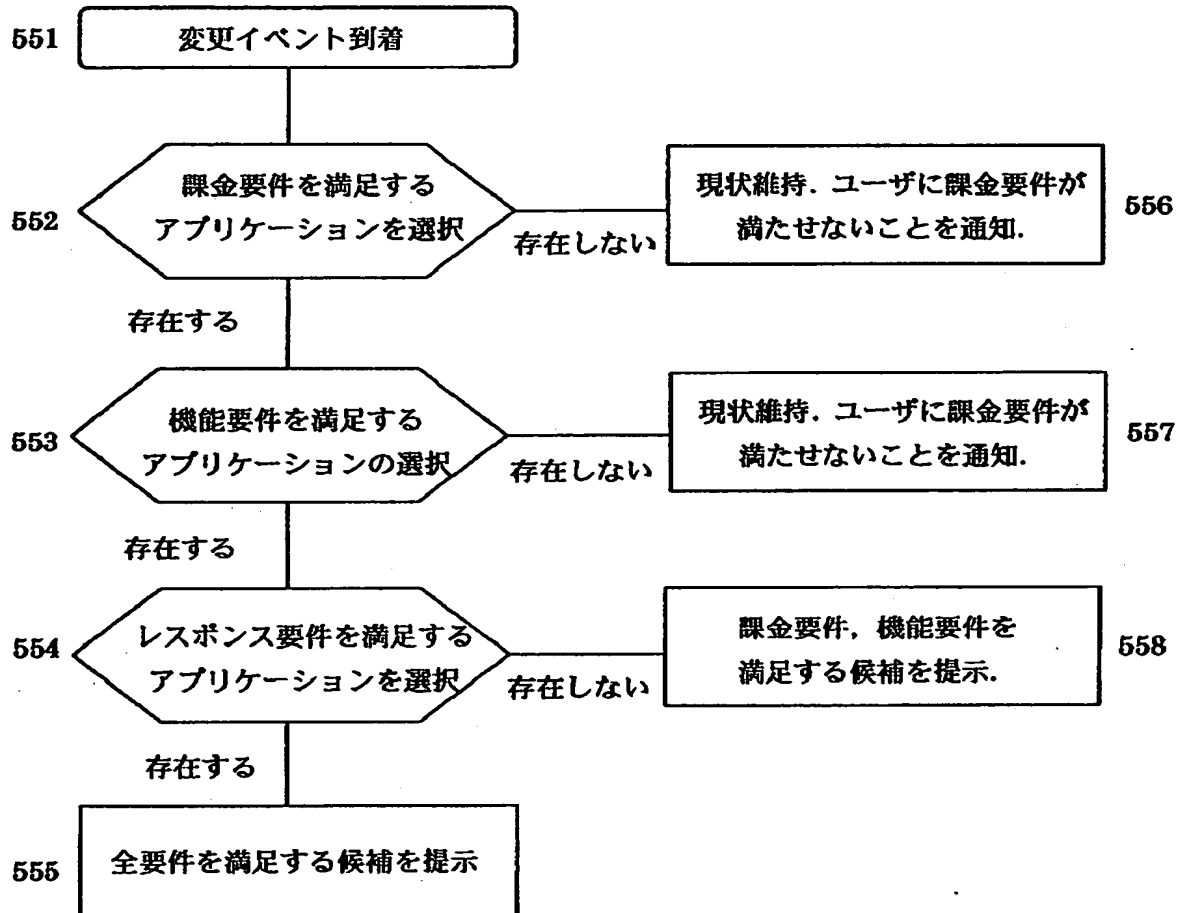 551
変更イベント到着
552
課金要件を満足する
アプリケーションを選択
存在しない
現状維持. ユーザに課金要件が
満たせないことを通知.
556
存在する
553
機能要件を満足する
アプリケーションの選択
存在しない
現状維持. ユーザに課金要件が
満たせないことを通知.
557
存在する
554
レスポンス要件を満足する
アプリケーションを選択
存在しない
課金要件, 機能要件を
満足する候補を提示.
558
存在する
555
全要件を満足する候補を提示